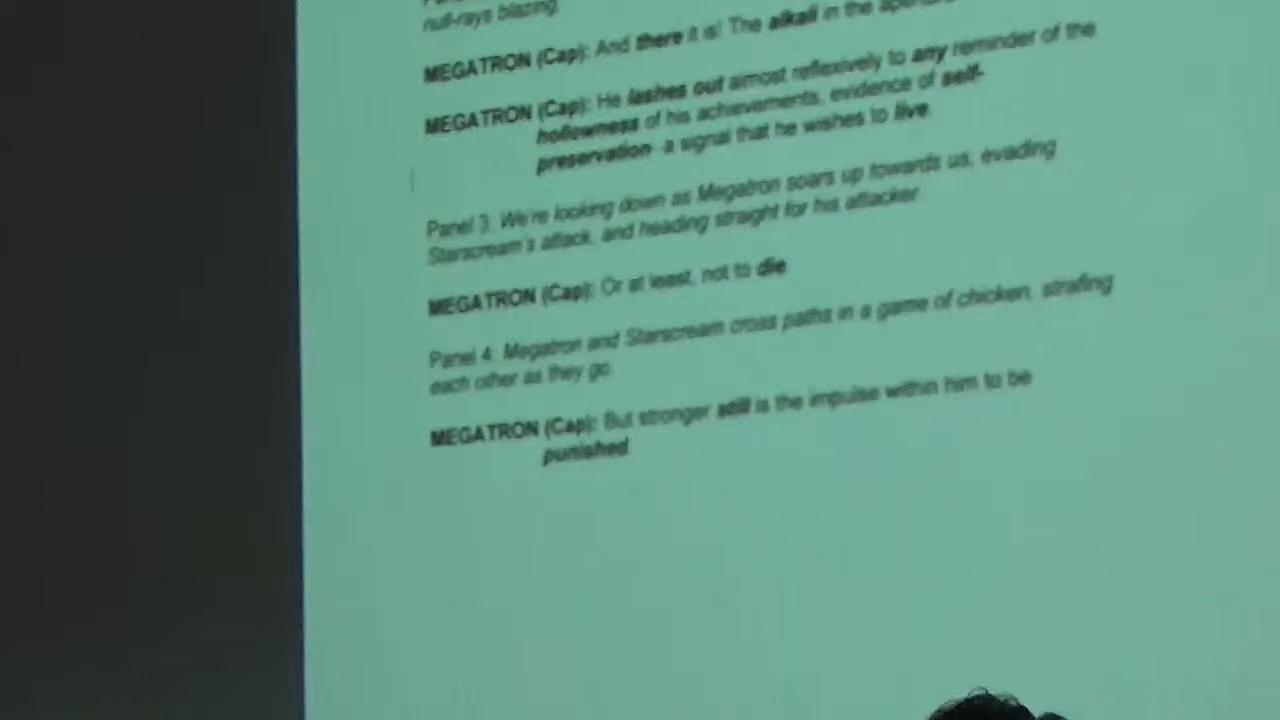 null-rays blazing.
MEGATRON (Cap): And there it is! The alkali in the
MEGATRON (Cap): He lashes out almost reflexively to any reminder of the
hollowness of his achievements, evidence of self-
preservation -a signal that he wishes to live.
Panel 3: We're looking down as Megatron soars up towards us, evading
Starscream's attack, and heading straight for his attacker.
MEGATRON (Cap): Or at least, not to die.
Panel 4: Megatron and Starscream cross paths in a game of chicken, strafing
each other as they go.
MEGATRON (Cap): But stronger still is the impulse within him to be
punished.